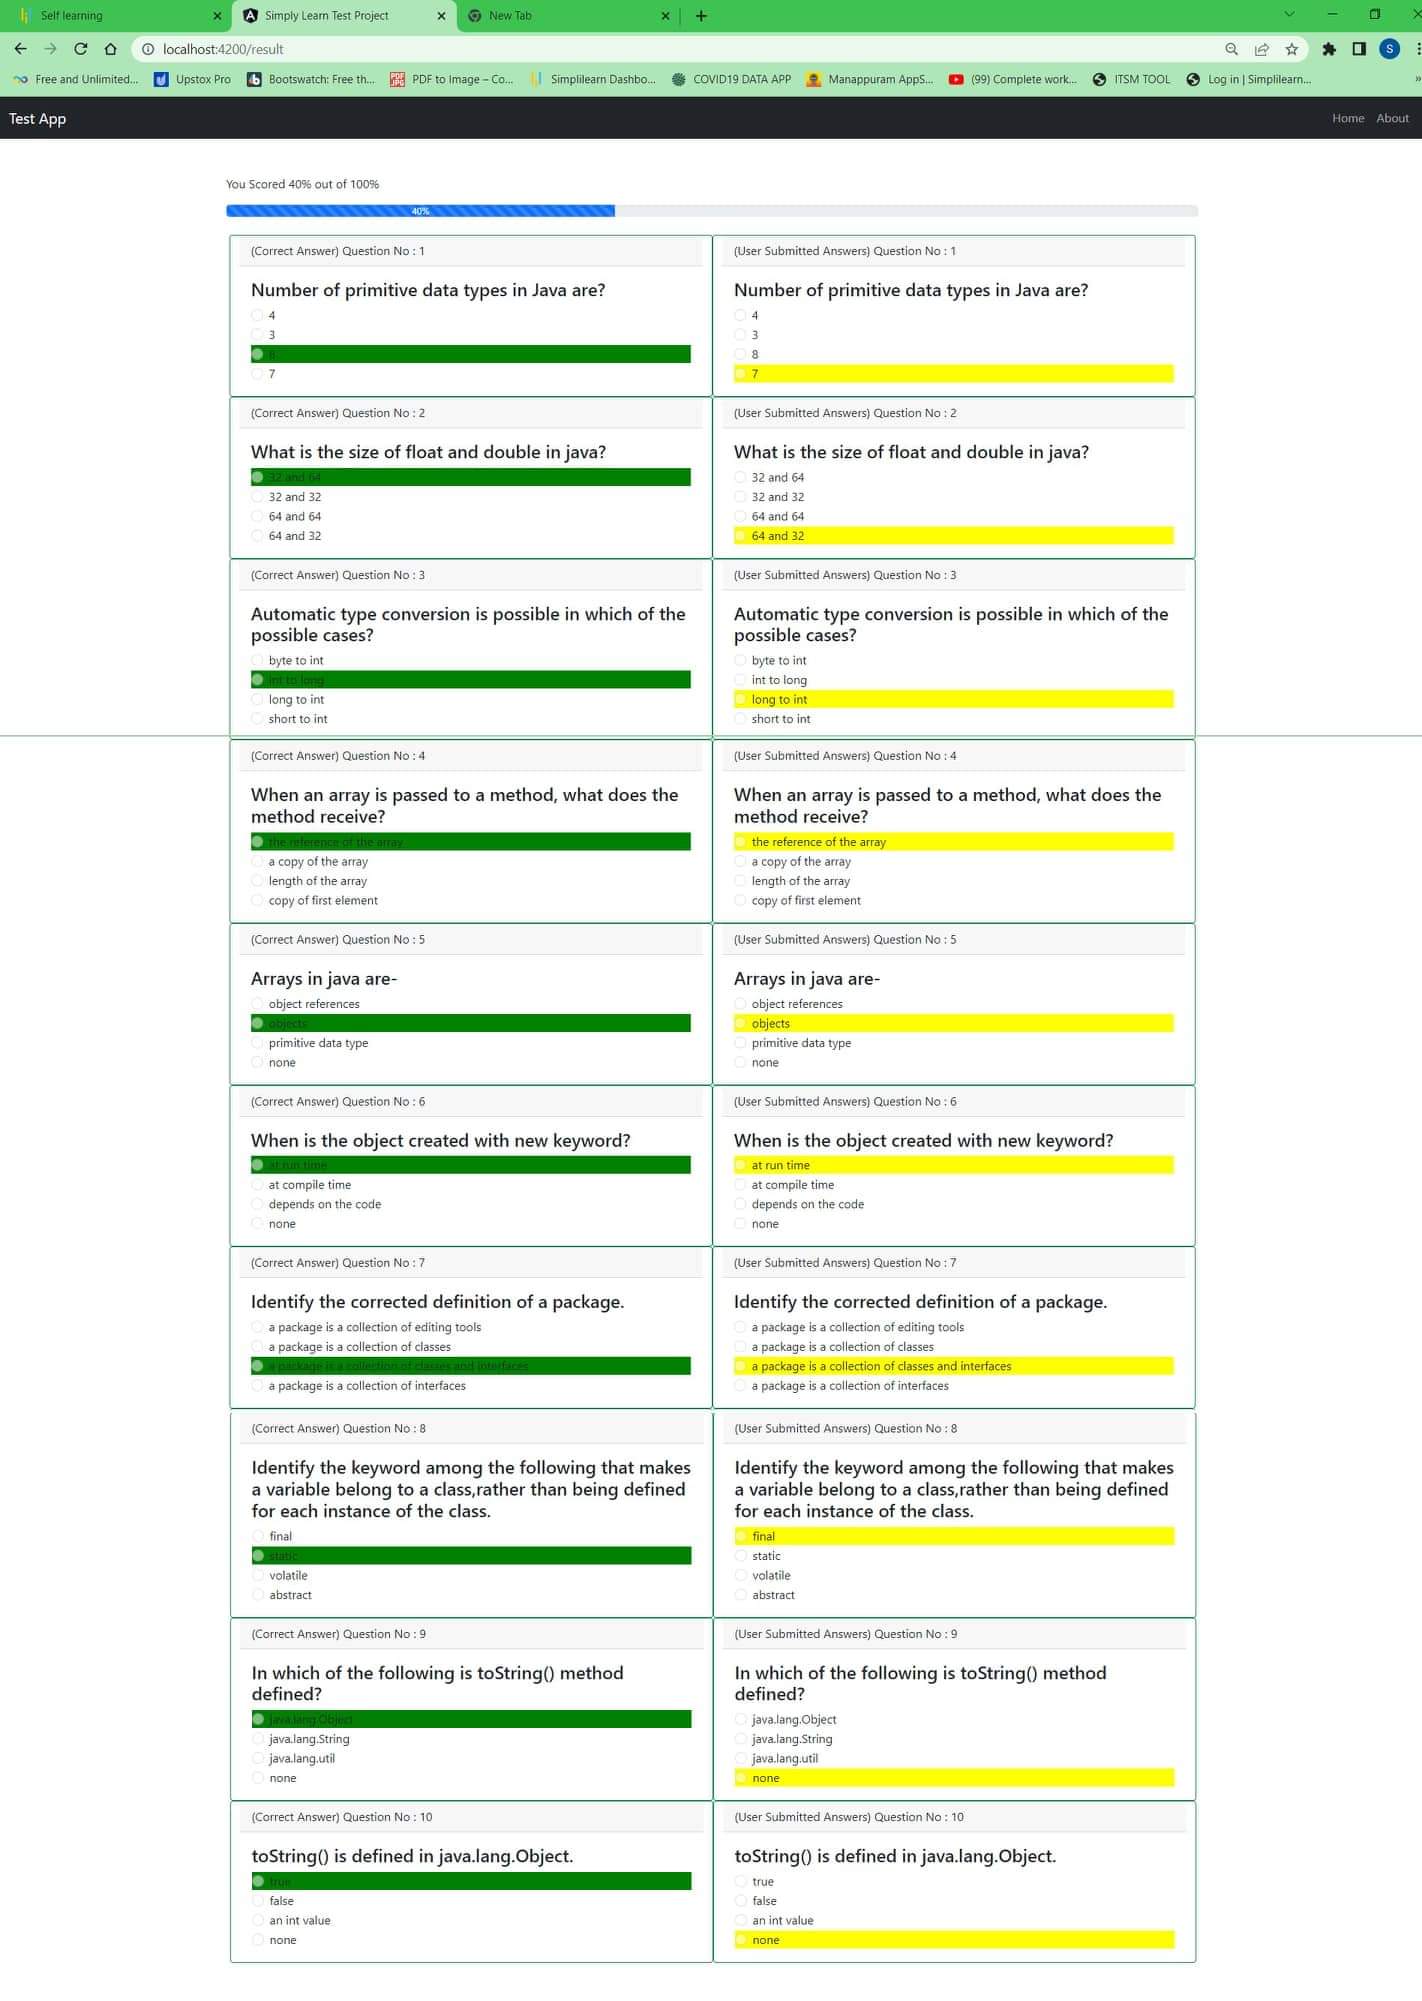 Self learning
Simply Learn Test Project
New Tab
localhost:4200/result
Free and Unlimited...
Upstox Pro
Bootswatch: Free th...
PDF to Image – Co...
Simplilearn Dashbo...
COVID19 DATA APP
Manappuram AppS...
(99) Complete work...
ITSM TOOL
Log in | Simplilearn...
Test App
Home
About
You Scored 40% out of 100%
40%
(Correct Answer) Question No : 1
Number of primitive data types in Java are?
4
3
8
7
(User Submitted Answers) Question No : 1
Number of primitive data types in Java are?
4
3
8
7
(Correct Answer) Question No : 2
What is the size of float and double in java?
32 and 64
32 and 32
64 and 64
64 and 32
(User Submitted Answers) Question No : 2
What is the size of float and double in java?
32 and 64
32 and 32
64 and 64
64 and 32
(Correct Answer) Question No : 3
Automatic type conversion is possible in which of the
possible cases?
byte to int
int to long
long to int
short to int
(User Submitted Answers) Question No : 3
Automatic type conversion is possible in which of the
possible cases?
byte to int
int to long
long to int
short to int
(Correct Answer) Question No : 4
When an array is passed to a method, what does the
method receive?
the reference of the array
a copy of the array
length of the array
copy of first element
(User Submitted Answers) Question No : 4
When an array is passed to a method, what does the
method receive?
the reference of the array
a copy of the array
length of the array
copy of first element
(Correct Answer) Question No : 5
Arrays in java are-
object references
objects
primitive data type
none
(User Submitted Answers) Question No : 5
Arrays in java are-
object references
objects
primitive data type
none
(Correct Answer) Question No : 6
When is the object created with new keyword?
at run time
at compile time
depends on the code
none
(User Submitted Answers) Question No : 6
When is the object created with new keyword?
at run time
at compile time
depends on the code
none
(Correct Answer) Question No : 7
Identify the corrected definition of a package.
a package is a collection of editing tools
a package is a collection of classes
a package is a collection of classes and interfaces
a package is a collection of interfaces
(User Submitted Answers) Question No : 7
Identify the corrected definition of a package.
a package is a collection of editing tools
a package is a collection of classes
a package is a collection of classes and interfaces
a package is a collection of interfaces
(Correct Answer) Question No : 8
Identify the keyword among the following that makes
a variable belong to a class,rather than being defined
for each instance of the class.
final
static
volatile
abstract
(User Submitted Answers) Question No : 8
Identify the keyword among the following that makes
a variable belong to a class,rather than being defined
for each instance of the class.
final
static
volatile
abstract
(Correct Answer) Question No : 9
In which of the following is toString() method
defined?
java.lang.Object
java.lang.String
java.lang.util
none
(User Submitted Answers) Question No : 9
In which of the following is toString() method
defined?
java.lang.Object
java.lang.String
java.lang.util
none
(Correct Answer) Question No : 10
toString() is defined in java.lang.Object.
true
false
an int value
none
(User Submitted Answers) Question No : 10
toString() is defined in java.lang.Object.
true
false
an int value
none